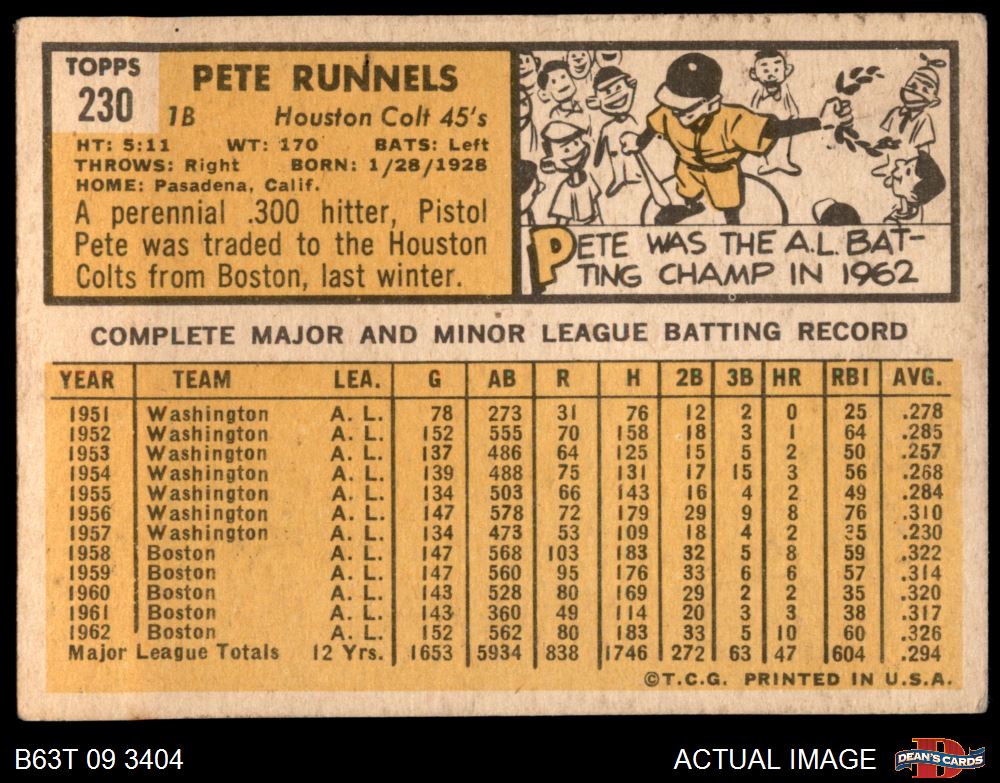 TOPPS
230
PETE RUNNELS
1B Houston Colt 45's
HT: 5:11 WT: 170 BATS: Left
THROWS: Right BORN: 1/28/1928
HOME: Pasadena, Calif.
A perennial .300 hitter, Pistol
Pete was traded to the Houston
Colts from Boston, last winter.
PETE WAS THE A.L. BAT-
TING CHAMP IN 1962
COMPLETE MAJOR AND MINOR LEAGUE BATTING RECORD
YEAR TEAM LEA. G AB R H 2B 3B HR RBI AVG.
1951 Washington A. L. 78 273 31 76 12 2 0 25 .278
1952 Washington A. L. 152 555 70 158 18 3 1 64 .285
1953 Washington A. L. 137 486 64 125 15 5 2 50 .257
1954 Washington A. L. 139 488 75 131 17 15 3 56 .268
1955 Washington A. L. 134 503 66 143 16 4 2 49 .284
1956 Washington A. L. 147 578 72 179 29 9 8 76 .310
1957 Washington A. L. 134 473 53 109 18 4 2 35 .230
1958 Boston A. L. 147 568 103 183 32 5 8 59 .322
1959 Boston A. L. 147 560 95 176 33 6 6 57 .314
1960 Boston A. L. 143 528 80 169 29 2 2 35 .320
1961 Boston A. L. 143 360 49 114 20 3 3 38 .317
1962 Boston A. L. 152 562 80 183 33 5 10 60 .326
Major League Totals 12 Yrs. 1653 5934 838 1746 272 63 47 604 .294
©T.C.G. PRINTED IN U.S.A.
B63T 09 3404
ACTUAL IMAGE
DEAN'S CARDS